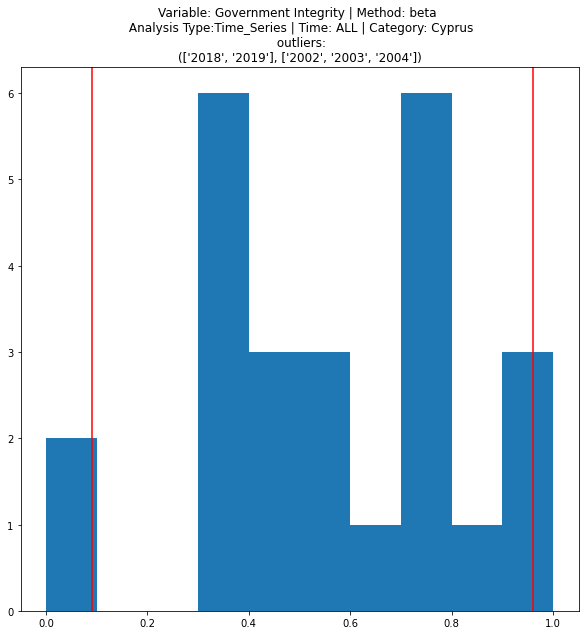 Variable: Government Integrity | Method: beta
Analysis Type:Time_Series | Time: ALL | Category: Cyprus
outliers:
(['2018', '2019'], ['2002', '2003', '2004'])
6
5
4
3
2
1
0
0.0 0.2 0.4 0.6 0.8 1.0